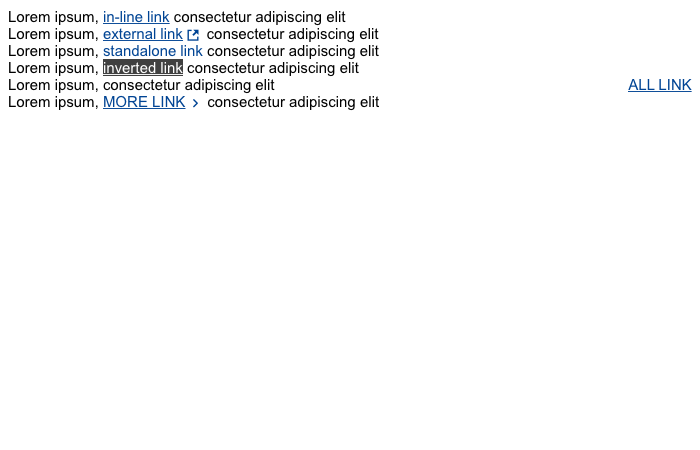 Lorem ipsum, in-line link consectetur adipiscing elit
Lorem ipsum, external link consectetur adipiscing elit
Lorem ipsum, standalone link consectetur adipiscing elit
Lorem ipsum, inverted link consectetur adipiscing elit
Lorem ipsum, consectetur adipiscing elit ALL LINK
Lorem ipsum, MORE LINK consectetur adipiscing elit